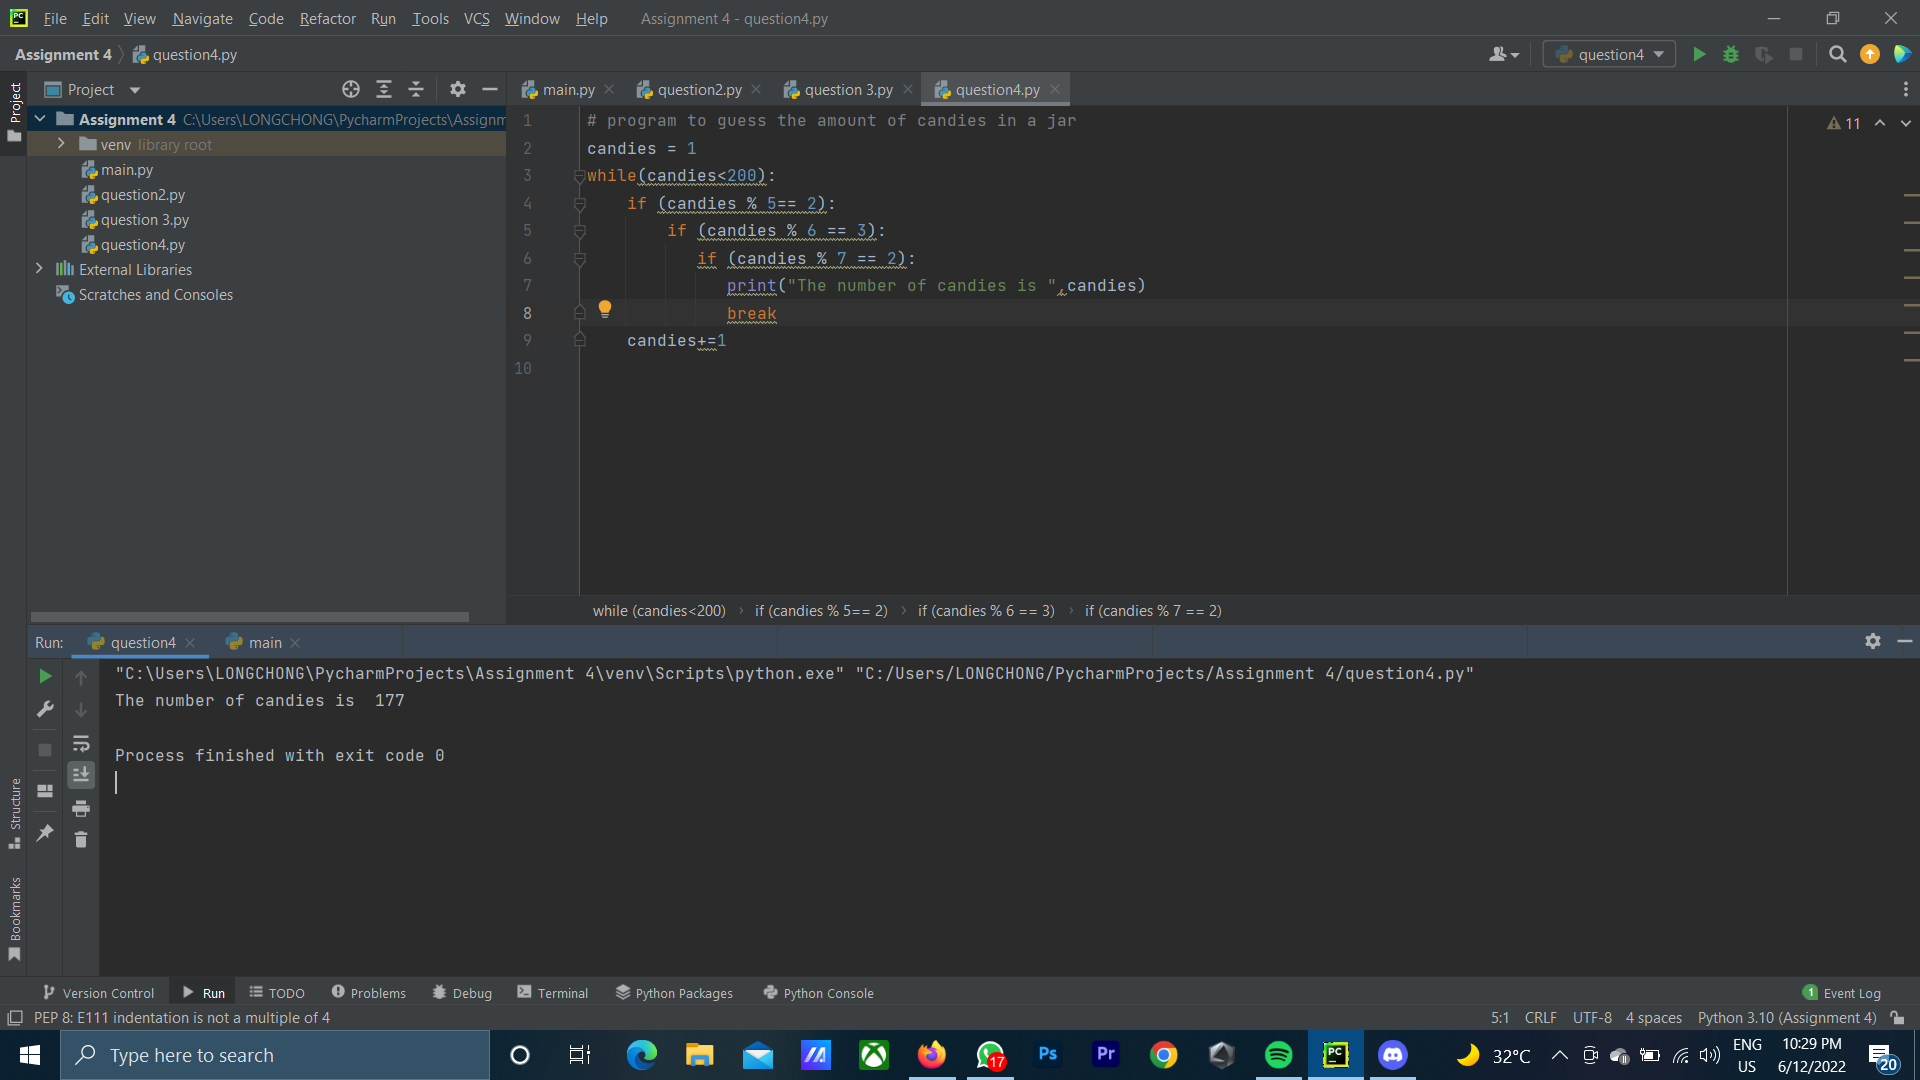 File Edit View Navigate Code Refactor Run Tools VCS Window Help Assignment 4 - question4.py
Assignment 4 question4.py question4
Project
Project main.py question2.py question 3.py question4.py
Assignment 4 C:\Users\LONGCHONG\PycharmProjects\Assignm
venv library root
main.py
question2.py
question 3.py
question4.py
External Libraries
Scratches and Consoles
11
1 # program to guess the amount of candies in a jar
2 candies = 1
3 while(candies<200):
4 if (candies % 5== 2):
5 if (candies % 6 == 3):
6 if (candies % 7 == 2):
7 print("The number of candies is ",candies)
8 break
9 candies+=1
10
while (candies<200) if (candies % 5== 2) if (candies % 6 == 3) if (candies % 7 == 2)
Run: question4 main
"C:\Users\LONGCHONG\PycharmProjects\Assignment 4\venv\Scripts\python.exe" "C:/Users/LONGCHONG/PycharmProjects/Assignment 4/question4.py"
The number of candies is  177
Process finished with exit code 0
Structure
Bookmarks
Version Control Run TODO Problems Debug Terminal Python Packages Python Console 1 Event Log
PEP 8: E111 indentation is not a multiple of 4 5:1 CRLF UTF-8 4 spaces Python 3.10 (Assignment 4)
Type here to search
17
Ps
Pr
PC
32°C
ENG
US
10:29 PM
6/12/2022
20